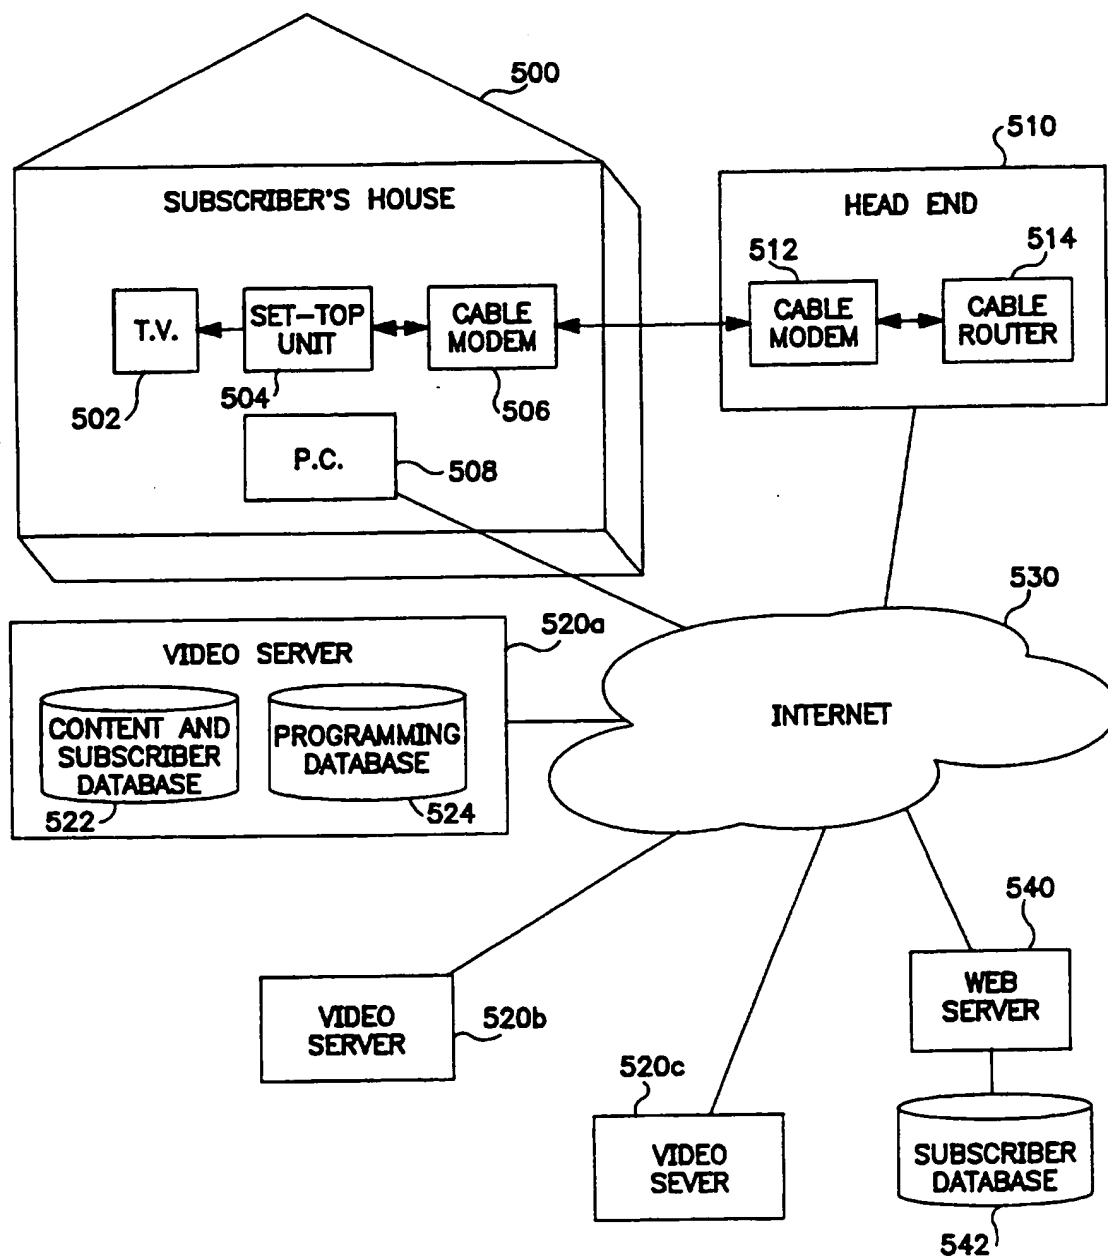 500
SUBSCRIBER'S HOUSE
T.V.
502
SET-TOP
UNIT
504
CABLE
MODEM
506
P.C.
508
510
HEAD END
512
CABLE
MODEM
514
CABLE
ROUTER
530
INTERNET
520a
VIDEO SERVER
CONTENT AND
SUBSCRIBER
DATABASE
522
PROGRAMMING
DATABASE
524
VIDEO
SERVER
520b
520c
VIDEO
SEVER
540
WEB
SERVER
SUBSCRIBER
DATABASE
542